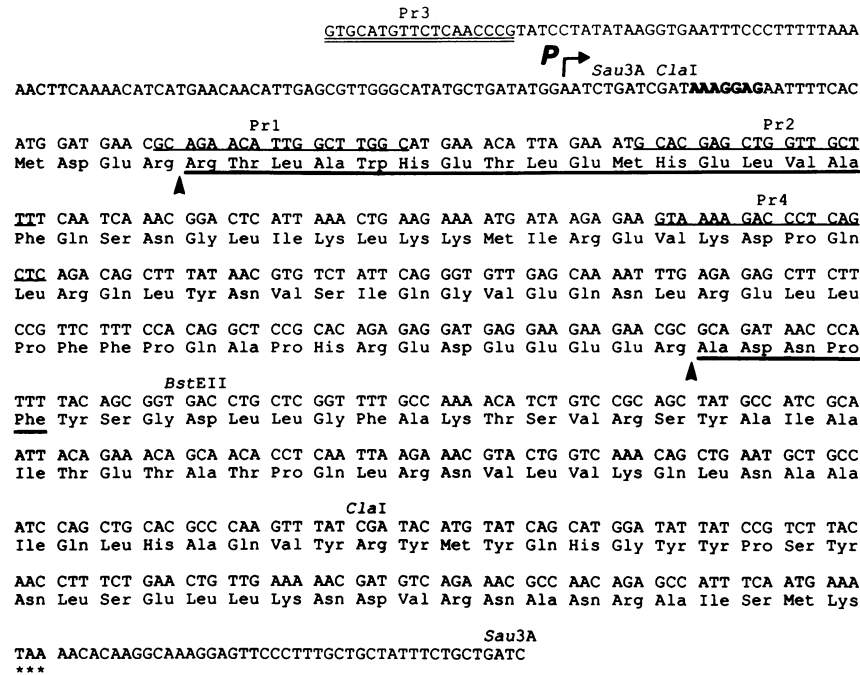 Pr3
GTGCATGTTCTCAACCCGTATCCTATATAAGGTGAATTTCCCTTTTTAAA
P
Sau3A ClaI
AACTTCAAAACATCATGAACAACATTGAGCGTTGGGCATATGCTGATATGGAATCTGATCGATAAAGGAGAATTTTCAC
Pr1 Pr2
ATG GAT GAA CGC AGA ACA TTG GCT TGG CAT GAA ACA TTA GAA ATG CAC GAG CTG GTT GCT
Met Asp Glu Arg Arg Thr Leu Ala Trp His Glu Thr Leu Glu Met His Glu Leu Val Ala
Pr4
TTT CAA TCA AAC GGA CTC ATT AAA CTG AAG AAA ATG ATA AGA GAA GTA AAA GAC CCT CAG
Phe Gln Ser Asn Gly Leu Ile Lys Leu Lys Lys Met Ile Arg Glu Val Lys Asp Pro Gln
CTC AGA CAG CTT TAT AAC GTG TCT ATT CAG GGT GTT GAG CAA AAT TTG AGA GAG CTT CTT
Leu Arg Gln Leu Tyr Asn Val Ser Ile Gln Gly Val Glu Gln Asn Leu Arg Glu Leu Leu
CCG TTC TTT CCA CAG GCT CCG CAC AGA GAG GAT GAG GAA GAA GAA CGC GCA GAT AAC CCA
Pro Phe Phe Pro Gln Ala Pro His Arg Glu Asp Glu Glu Glu Glu Arg Ala Asp Asn Pro
BstEII
TTT TAC AGC GGT GAC CTG CTC GGT TTT GCC AAA ACA TCT GTC CGC AGC TAT GCC ATC GCA
Phe Tyr Ser Gly Asp Leu Leu Gly Phe Ala Lys Thr Ser Val Arg Ser Tyr Ala Ile Ala
ATT ACA GAA ACA GCA ACA CCT CAA TTA AGA AAC GTA CTG GTC AAA CAG CTG AAT GCT GCC
Ile Thr Glu Thr Ala Thr Pro Gln Leu Arg Asn Val Leu Val Lys Gln Leu Asn Ala Ala
ClaI
ATC CAG CTG CAC GCC CAA GTT TAT CGA TAC ATG TAT CAG CAT GGA TAT TAT CCG TCT TAC
Ile Gln Leu His Ala Gln Val Tyr Arg Tyr Met Tyr Gln His Gly Tyr Tyr Pro Ser Tyr
AAC CTT TCT GAA CTG TTG AAA AAC GAT GTC AGA AAC GCC AAC AGA GCC ATT TCA ATG AAA
Asn Leu Ser Glu Leu Leu Lys Asn Asp Val Arg Asn Ala Asn Arg Ala Ile Ser Met Lys
Sau3A
TAA AACACAAGGCAAAGGAGTTCCCTTTGCTGCTATTTCTGCTGATC
***